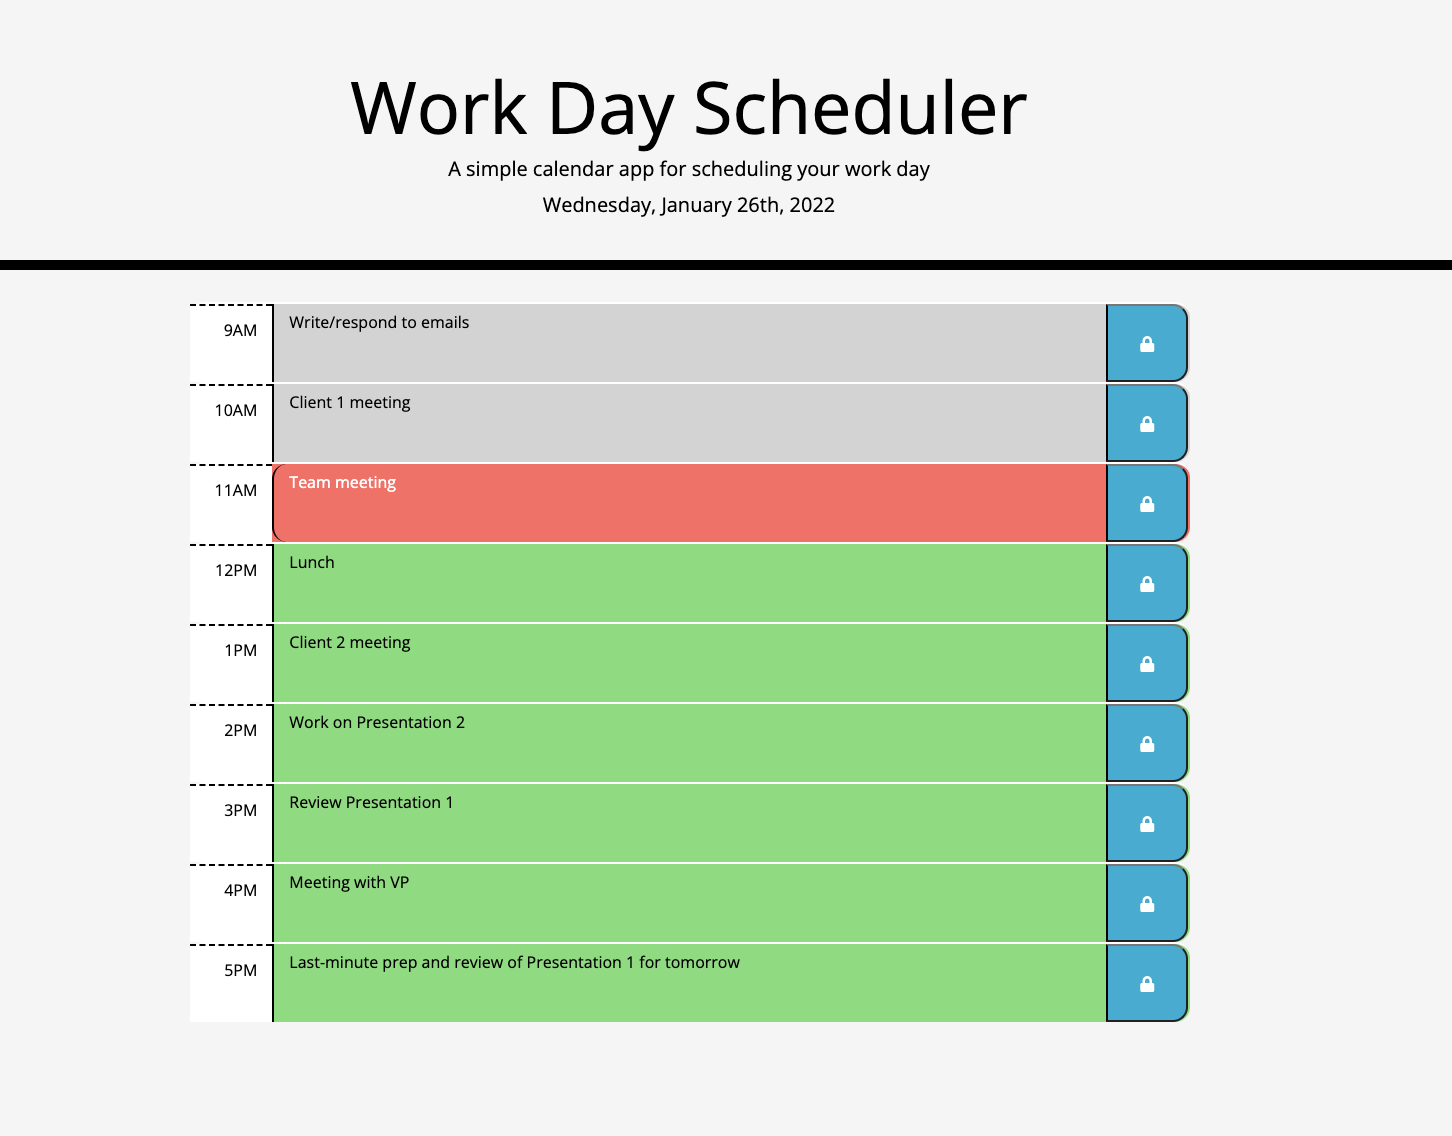 Work Day Scheduler
A simple calendar app for scheduling your work day
Wednesday, January 26th, 2022
9AM Write/respond to emails
10AM Client 1 meeting
11AM Team meeting
12PM Lunch
1PM Client 2 meeting
2PM Work on Presentation 2
3PM Review Presentation 1
4PM Meeting with VP
5PM Last-minute prep and review of Presentation 1 for tomorrow